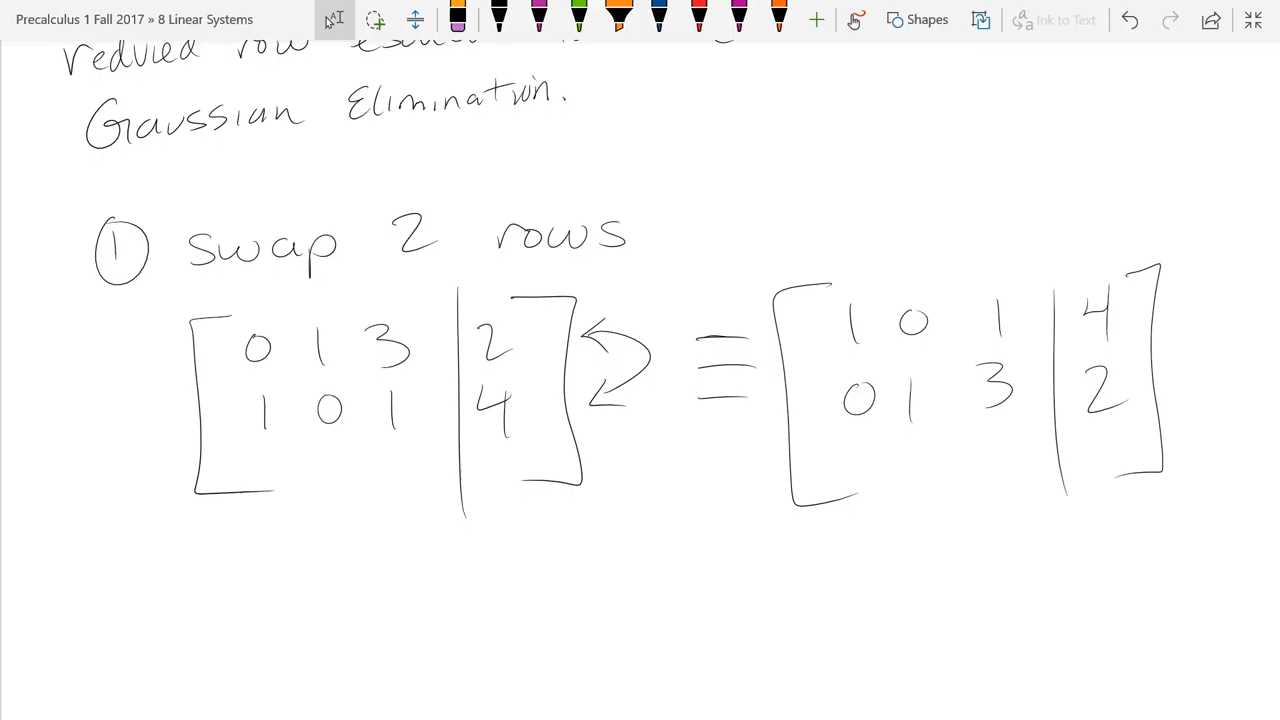 Precalculus 1 Fall 2017 » 8 Linear Systems
Shapes
Ink to Text
redvied row
Gaussian Elimination.
① swap 2 rows
[ 0 1 3 | 2 ] ≡ [ 1 0 1 | 4 ]
[ 1 0 1 | 4 ] [ 0 1 3 | 2 ]